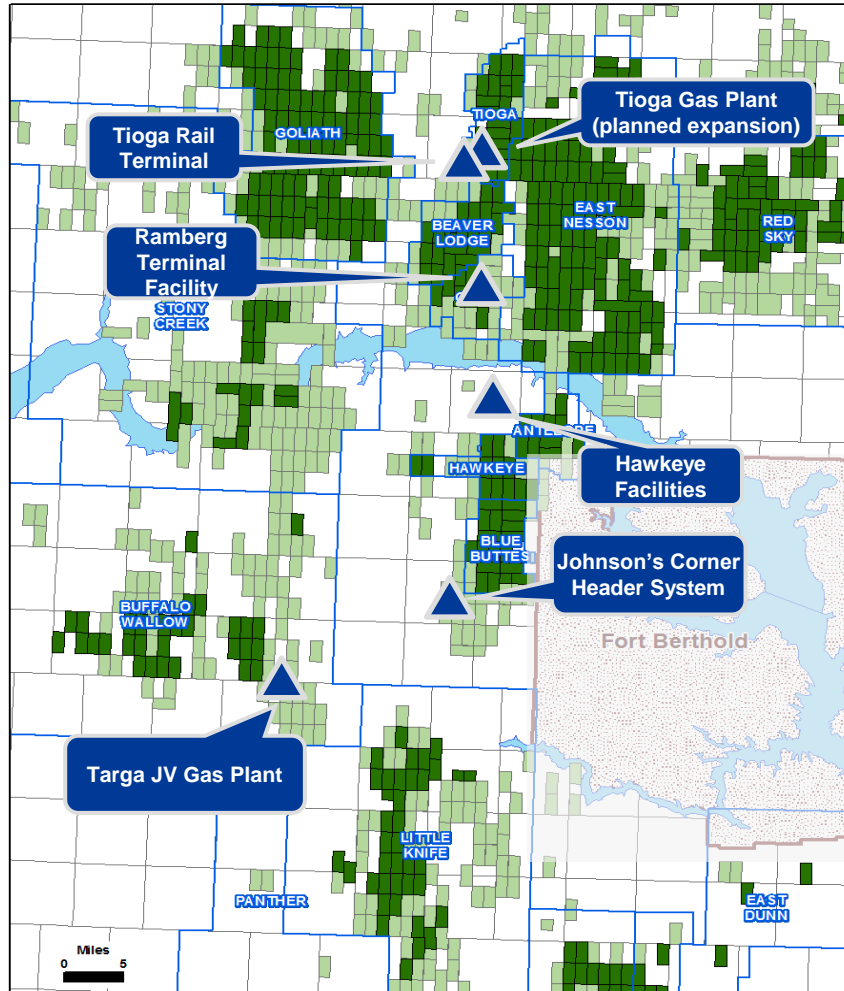 TIOGA
Tioga Gas Plant
(planned expansion)
GOLIATH
Tioga Rail
Terminal
EAST
NESSON
RED
SKY
BEAVER
LODGE
Ramberg
Terminal
Facility
STONY
CREEK
ANTELOPE
HAWKEYE
Hawkeye
Facilities
BLUE
BUTTES
Johnson's Corner
Header System
BUFFALO
WALLOW
Fort Berthold
Targa JV Gas Plant
LITTLE
KNIFE
PANTHER
EAST
DUNN
Miles
0 5